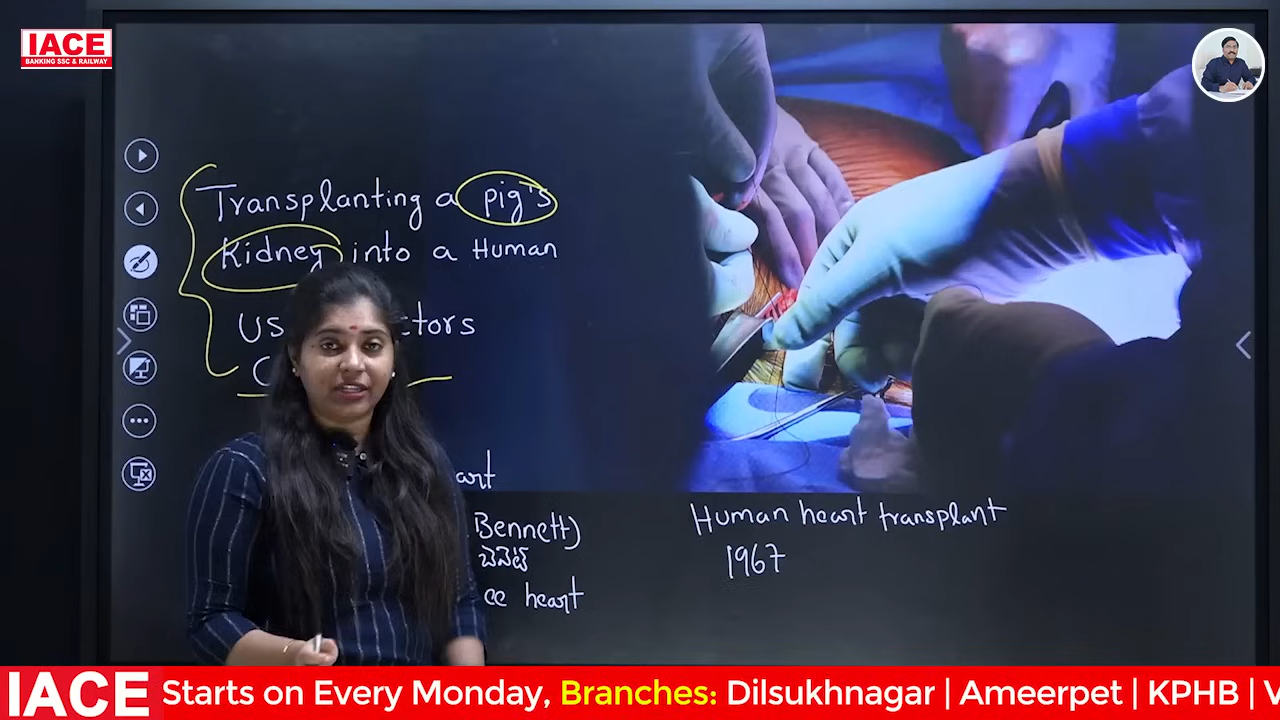 IACE
BANKING SSC & RAILWAY
Transplanting a pig's
Kidney into a Human
US ctors
art
Bennett)
బెనెట్
ee heart
Human heart transplant
1967
IACE Starts on Every Monday, Branches: Dilsukhnagar | Ameerpet | KPHB | V